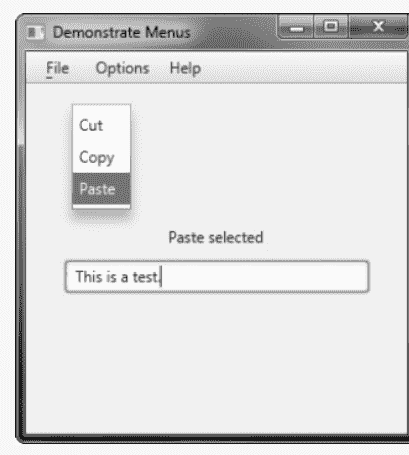 Demonstrate Menus
File Options Help
Cut
Copy
Paste
Paste selected
This is a test.